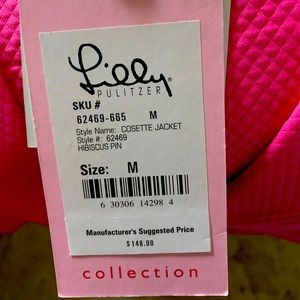 Lilly
PULITZER
SKU #
62469-665 M
Style Name: COSETTE JACKET
Style #: 62469
HIBISCUS PIN
Size: M
6 30306 14298 4
Manufacturer's Suggested Price
$148.00
collection